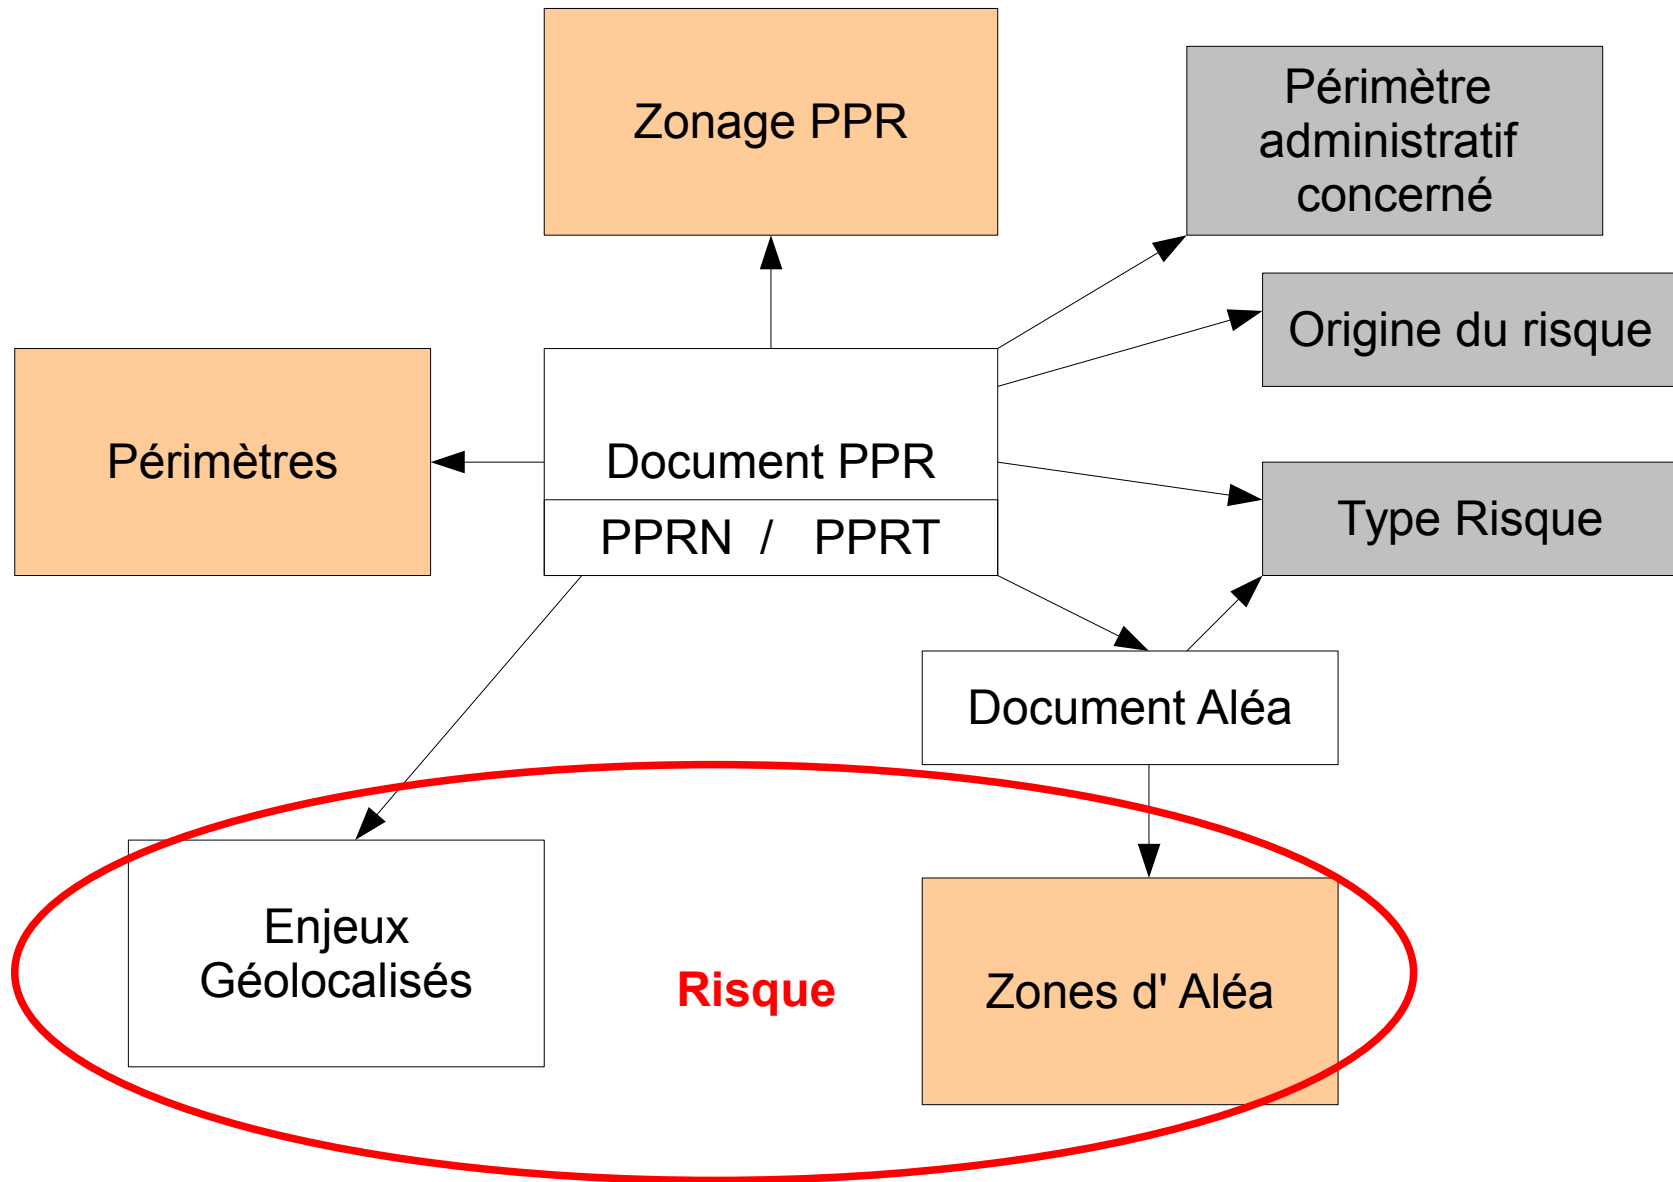 Zonage PPR
Périmètre
administratif
concerné
Origine du risque
Périmètres
Document PPR
PPRN / PPRT
Type Risque
Document Aléa
Enjeux
Géolocalisés
Risque
Zones d' Aléa